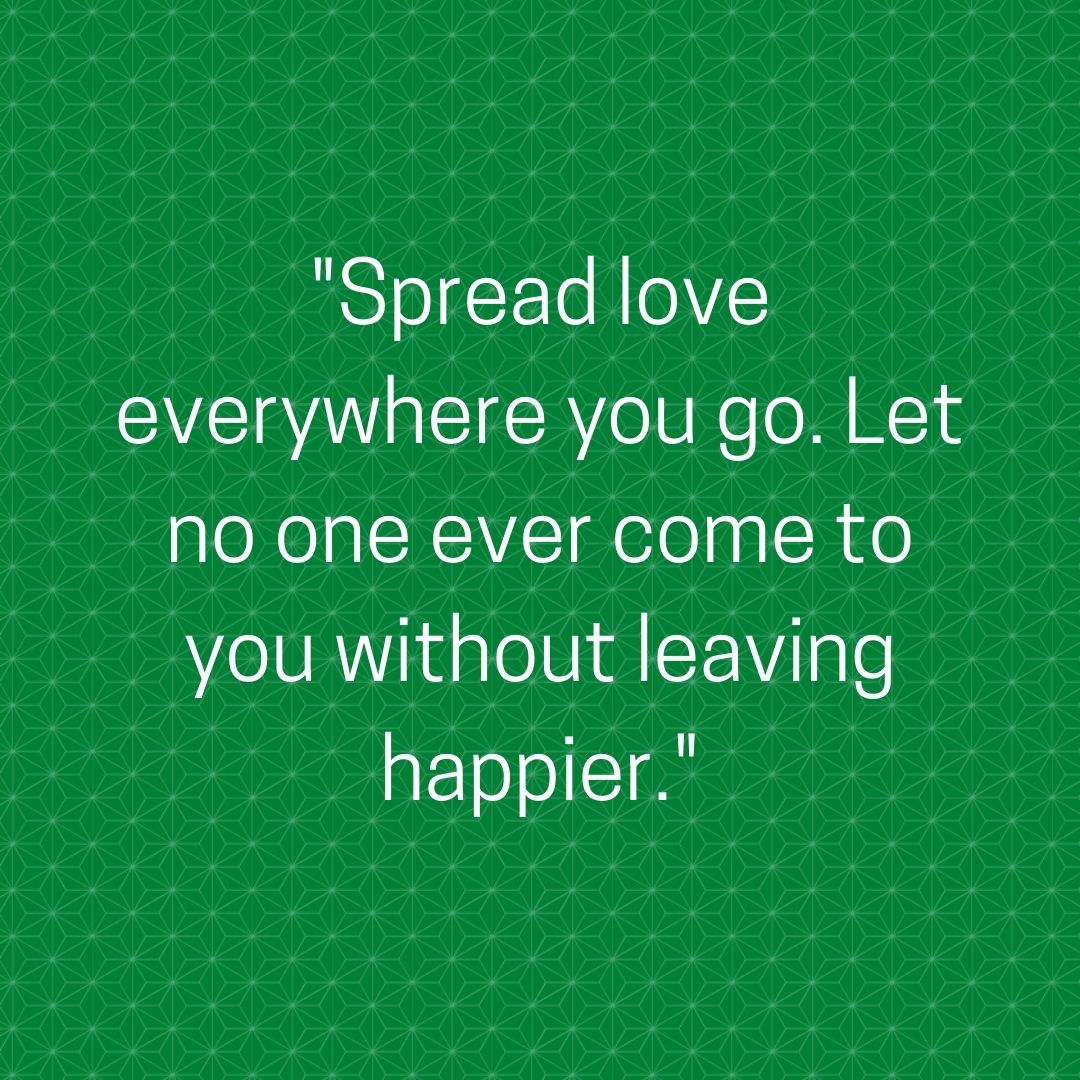 "Spread love
everywhere you go. Let
no one ever come to
you without leaving
happier."